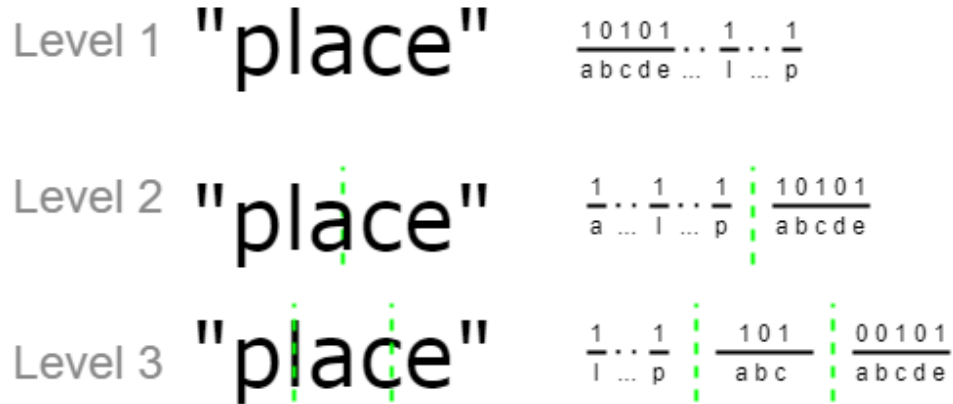 Level 1 "place" 1 0 1 0 1 . . 1 . . 1
a b c d e ... l ... p
Level 2 "place" 1 . . 1 . . 1 1 0 1 0 1
a ... l ... p a b c d e
Level 3 "place" 1 . . 1 1 0 1 0 0 1 0 1
l ... p a b c a b c d e